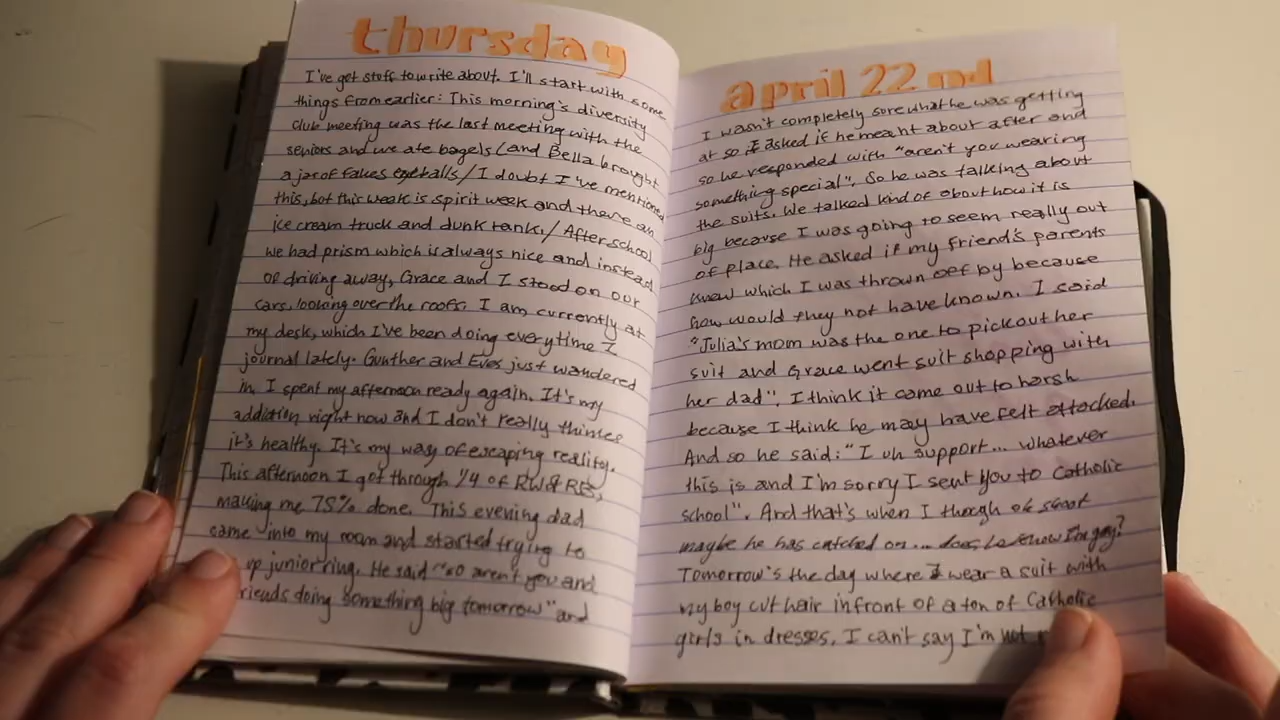 thursday
I've get stuff to write about. I'll start with some
things from earlier: This morning's diversity
club meeting was the last meeting with the
seniors and we ate bagels (and Bella brought
a jar of fakes eyeballs / I doubt I've mentioned
this, but this week is spirit week and there an
ice cream truck and dunk tank. / After school
we had prism which is always nice and instead
of driving away, Grace and I stood on our
cars, looking over the roofs. I am currently at
my desk, which I've been doing every time I
journal lately. Gunther and Eves just wandered
in. I spent my afternoon ready again. It's my
addiction right now and I don't really thinks
it's healthy. It's my way of escaping reality.
This afternoon I got through 1/4 of RW&RB,
making me 75% done. This evening dad
came into my room and started trying to
up junior ring. He said "so aren't you and
riends doing something big tomorrow" and
april 22nd
I wasn't completely sure what he was getting
at so I asked if he meant about after and
so he responded with "aren't you wearing
something special". So he was talking about
the suits. We talked kind of about how it is
big because I was going to seem really out
of place. He asked if my friend's parents
knew which I was thrown off by because
how would they not have known. I said
"Julia's mom was the one to pick out her
suit and Grace went suit shopping with
her dad". I think it came out to harsh
because I think he may have felt attacked.
And so he said: "I uh support... whatever
this is and I'm sorry I sent you to Catholic
school". And that's when I though oh shoot
maybe he has catched on... does he know I'm gay?
Tomorrow's the day where I wear a suit with
my boy cut hair infront of a ton of Catholic
girls in dresses. I can't say I'm not